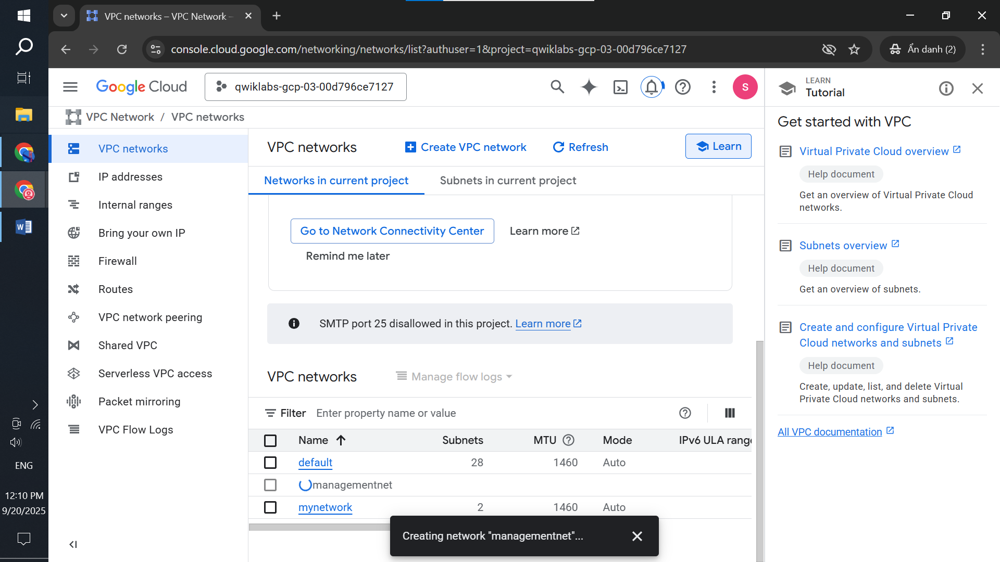 VPC networks – VPC Network –
console.cloud.google.com/networking/networks/list?authuser=1&project=qwiklabs-gcp-03-00d796ce7127
Ẩn danh (2)
Google Cloud
qwiklabs-gcp-03-00d796ce7127
S
LEARN
Tutorial
VPC Network / VPC networks
VPC networks
IP addresses
Internal ranges
Bring your own IP
Firewall
Routes
VPC network peering
Shared VPC
Serverless VPC access
Packet mirroring
VPC Flow Logs
VPC networks
Create VPC network
Refresh
Learn
Networks in current project
Subnets in current project
Go to Network Connectivity Center
Learn more
Remind me later
SMTP port 25 disallowed in this project. Learn more
VPC networks
Manage flow logs
Filter
Enter property name or value
Name Subnets MTU Mode IPv6 ULA range
default 28 1460 Auto
managementnet
mynetwork 2 1460 Auto
Creating network "managementnet"...
Get started with VPC
Virtual Private Cloud overview
Help document
Get an overview of Virtual Private Cloud
networks.
Subnets overview
Help document
Get an overview of subnets.
Create and configure Virtual Private
Cloud networks and subnets
Help document
Create, update, list, and delete Virtual
Private Cloud networks and subnets.
All VPC documentation
W
ENG
12:10 PM
9/20/2025